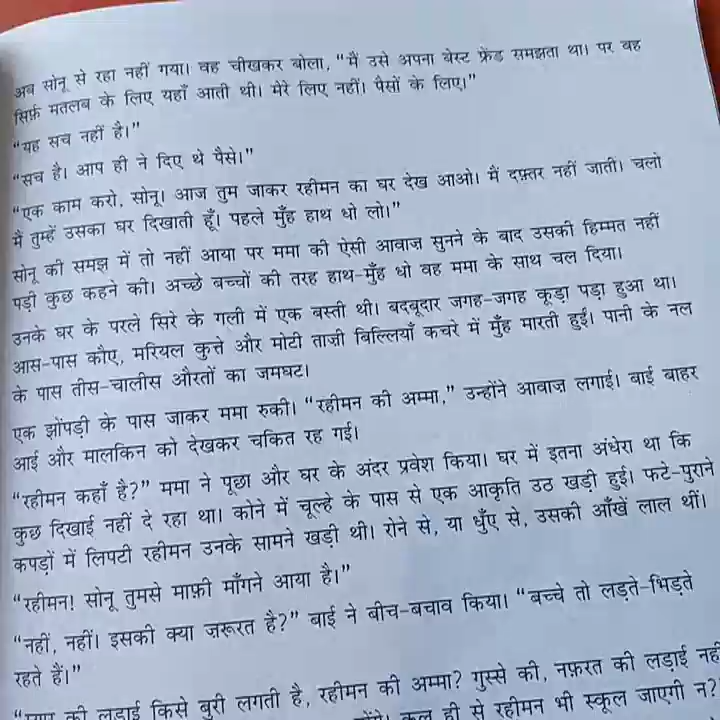 अब सोनू से रहा नहीं गया। वह चीखकर बोला, “मैं उसे अपना बेस्ट फ्रेंड समझता था। पर वह
सिर्फ़ मतलब के लिए यहाँ आती थी। मेरे लिए नहीं। पैसों के लिए।”
“यह सच नहीं है।”
“सच है। आप ही ने दिए थे पैसे।”
“एक काम करो, सोनू। आज तुम जाकर रहीमन का घर देख आओ। मैं दफ़्तर नहीं जाती। चलो
मैं तुम्हें उसका घर दिखाती हूँ। पहले मुँह हाथ धो लो।”
सोनू की समझ में तो नहीं आया पर ममा की ऐसी आवाज़ सुनने के बाद उसकी हिम्मत नहीं
पड़ी कुछ कहने की। अच्छे बच्चों की तरह हाथ-मुँह धो वह ममा के साथ चल दिया।
उनके घर के परले सिरे के गली में एक बस्ती थी। बदबूदार जगह-जगह कूड़ा पड़ा हुआ था।
आस-पास कौए, मरियल कुत्ते और मोटी ताज़ी बिल्लियाँ कचरे में मुँह मारती हुईं। पानी के नल
के पास तीस-चालीस औरतों का जमघट।
एक झोंपड़ी के पास जाकर ममा रुकी। “रहीमन की अम्मा,” उन्होंने आवाज़ लगाई। बाई बाहर
आई और मालकिन को देखकर चकित रह गई।
“रहीमन कहाँ है?” ममा ने पूछा और घर के अंदर प्रवेश किया। घर में इतना अंधेरा था कि
कुछ दिखाई नहीं दे रहा था। कोने में चूल्हे के पास से एक आकृति उठ खड़ी हुई। फटे-पुराने
कपड़ों में लिपटी रहीमन उनके सामने खड़ी थी। रोने से, या धुँए से, उसकी आँखें लाल थीं।
“रहीमन! सोनू तुमसे माफ़ी माँगने आया है।”
“नहीं, नहीं। इसकी क्या जरूरत है?” बाई ने बीच-बचाव किया। “बच्चे तो लड़ते-भिड़ते
रहते हैं।”
की लड़ाई किसे बुरी लगती है, रहीमन की अम्मा? गुस्से की, नफ़रत की लड़ाई नहीं
कल ही से रहीमन भी स्कूल जाएगी न?